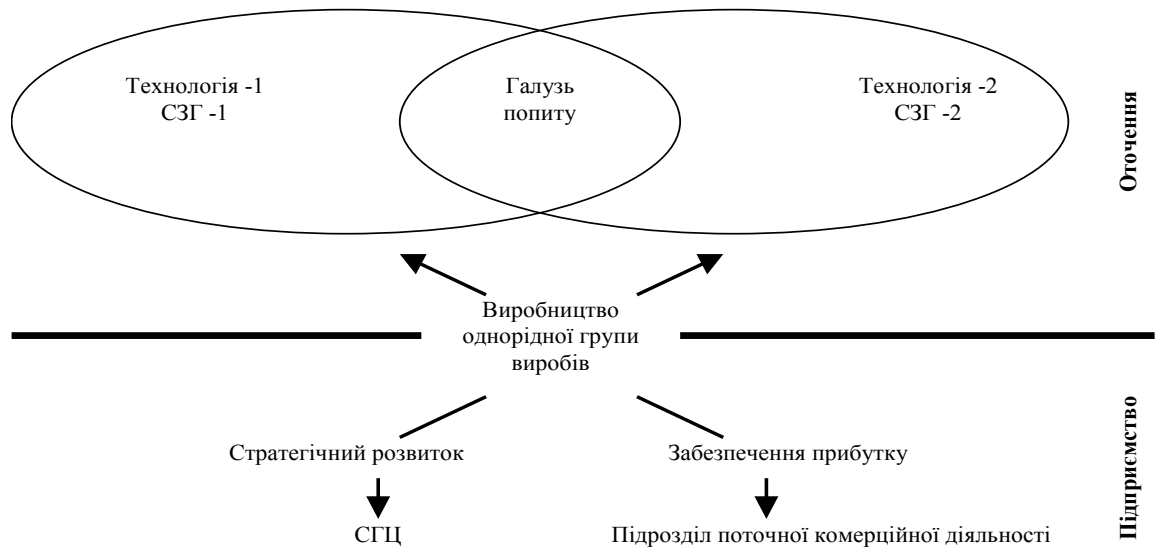 Технологія -1
СЗГ -1
Галузь
попиту
Технологія -2
СЗГ -2
Оточення
Виробництво
однорідної групи
виробів
Стратегічний розвиток
Забезпечення прибутку
СГЦ
Підрозділ поточної комерційної діяльності
Підприємство